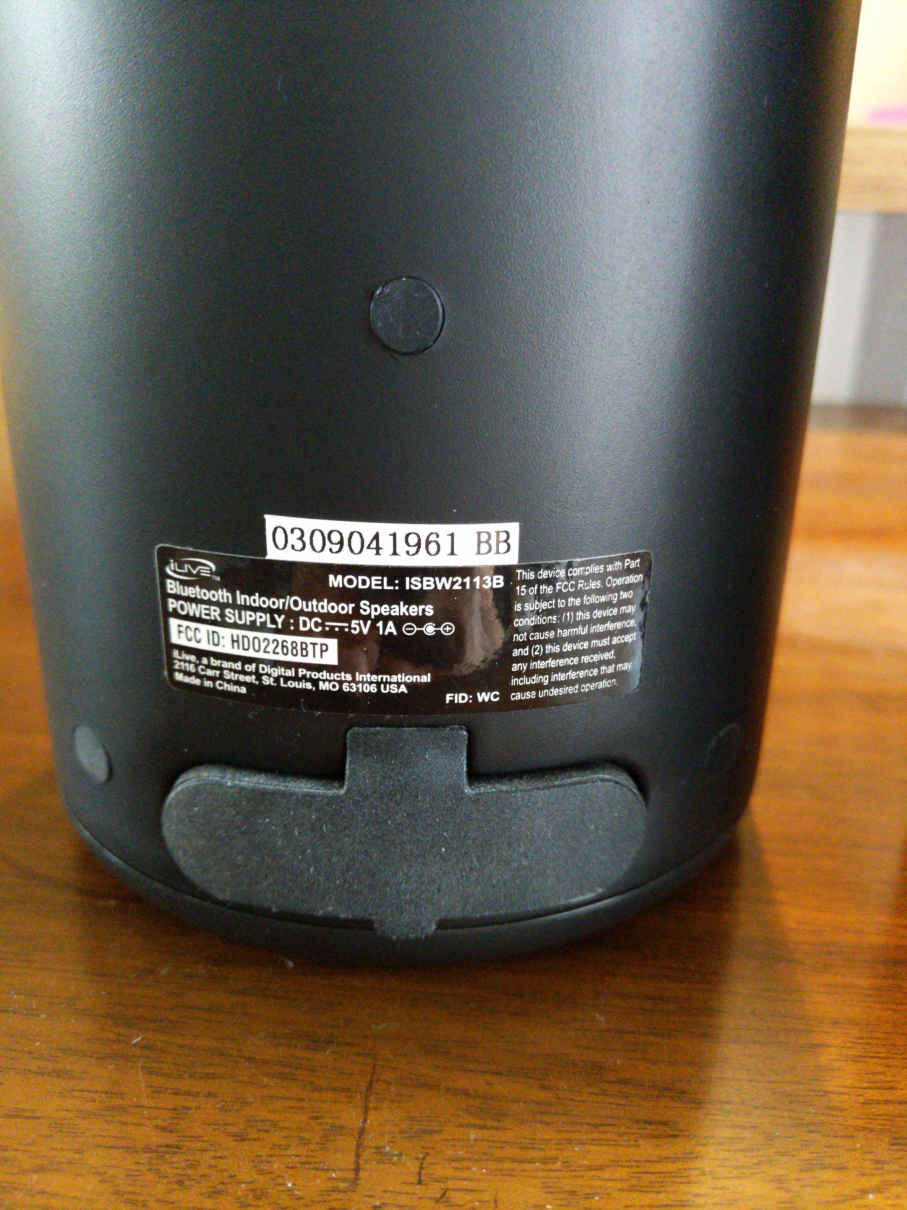 0309041961 BB
iLIVE™
MODEL: ISBW2113B
Bluetooth Indoor/Outdoor Speakers
POWER SUPPLY : DC ⎓ 5V 1A ⊖-●-⊕
FCC ID: HDO2268BTP
iLive, a brand of Digital Products International
2116 Carr Street, St. Louis, MO 63106 USA
Made in China
FID: WC
This device complies with Part
15 of the FCC Rules. Operation
is subject to the following two
conditions: (1) this device may
not cause harmful interference,
and (2) this device must accept
any interference received,
including interference that may
cause undesired operation.